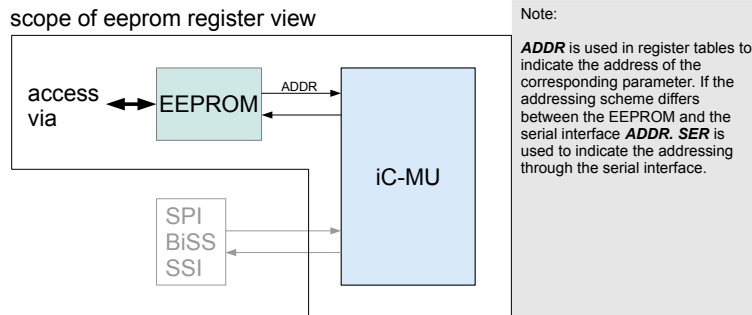 scope of eeprom register view
access
via
EEPROM
ADDR
iC-MU
SPI
BiSS
SSI
Note:
ADDR is used in register tables to
indicate the address of the
corresponding parameter. If the
addressing scheme differs
between the EEPROM and the
serial interface ADDR. SER is
used to indicate the addressing
through the serial interface.